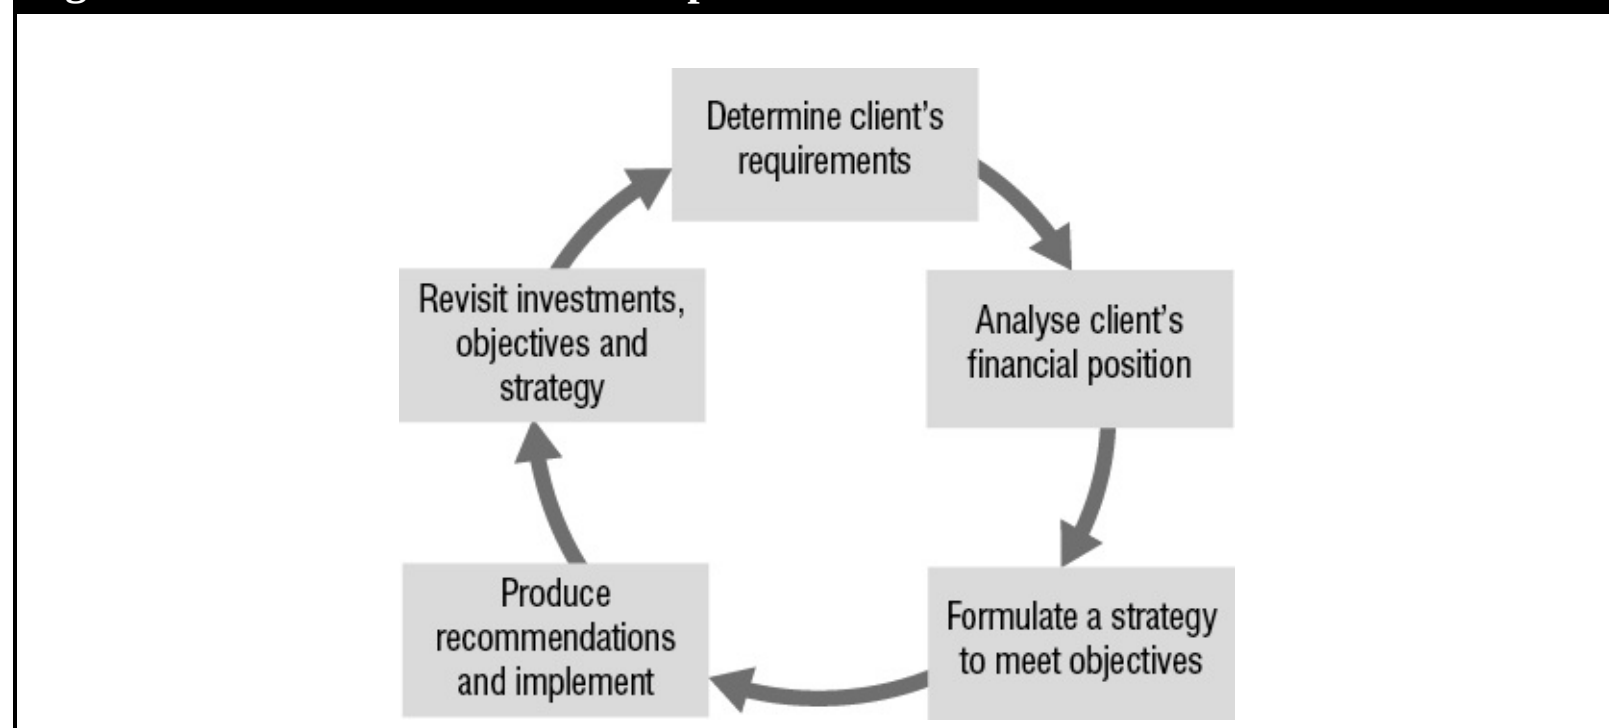 Determine client’s
requirements
Analyse client’s
financial position
Formulate a strategy
to meet objectives
Produce
recommendations
and implement
Revisit investments,
objectives and
strategy